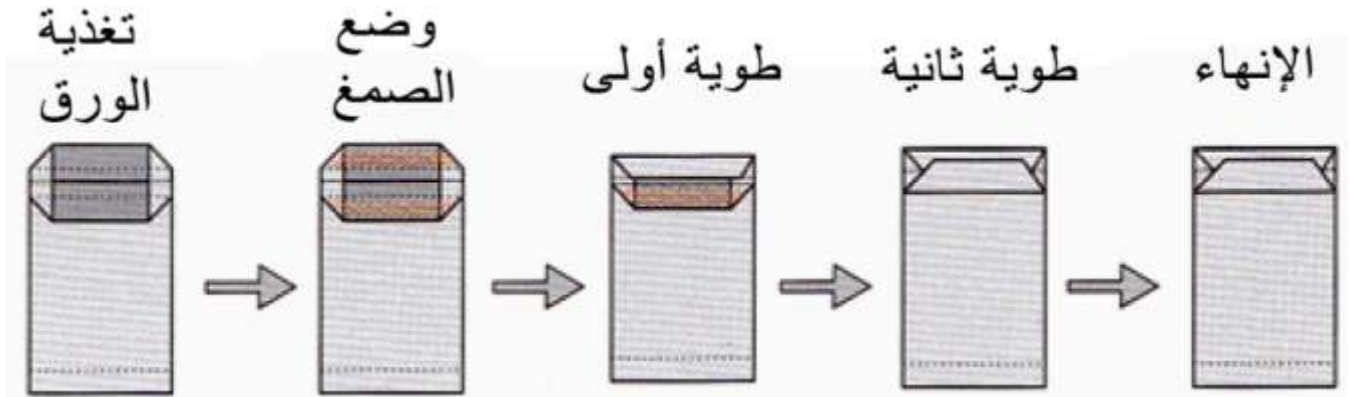 تغذية
الورق
وضع
الصمغ
طوية أولى
طوية ثانية
الإنهاء